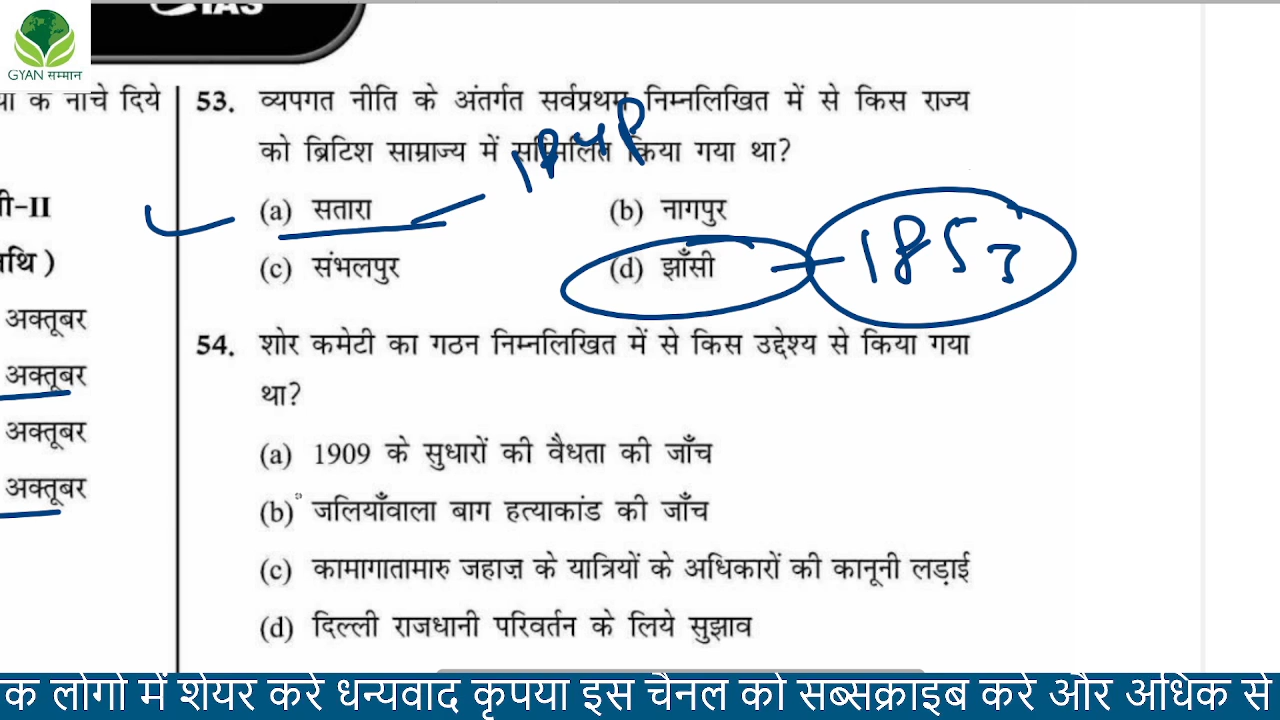 IAS
GYAN सम्मान
के नीचे दिये
-II
अक्तूबर
अक्तूबर
अक्तूबर
अक्तूबर
53. व्यपगत नीति के अंतर्गत सर्वप्रथम निम्नलिखित में से किस राज्य
को ब्रिटिश साम्राज्य में सम्मिलित किया गया था?
1848
(a) सतारा
(b) नागपुर
(c) संभलपुर
(d) झाँसी
1853
54. शोर कमेटी का गठन निम्नलिखित में से किस उद्देश्य से किया गया
था?
(a) 1909 के सुधारों की वैधता की जाँच
(b) जलियाँवाला बाग हत्याकांड की जाँच
(c) कामागातामारु जहाज़ के यात्रियों के अधिकारों की कानूनी लड़ाई
(d) दिल्ली राजधानी परिवर्तन के लिये सुझाव
क लोगो में शेयर करे धन्यवाद कृपया इस चैनल को सब्सक्राइब करे और अधिक से